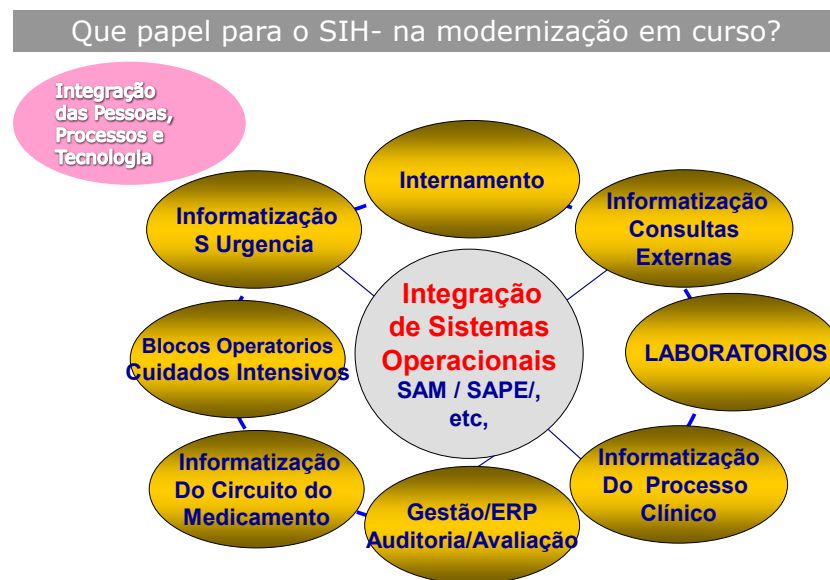 Que papel para o SIH- na modernização em curso?
Integração
das Pessoas,
Processos e
Tecnologia
Internamento
Informatização
S Urgencia
Informatização
Consultas
Externas
Integração
de Sistemas
Operacionais
SAM / SAPE/,
etc,
Blocos Operatorios
Cuidados Intensivos
LABORATORIOS
Informatização
Do Circuito do
Medicamento
Gestão/ERP
Auditoria/Avaliação
Informatização
Do Processo
Clínico